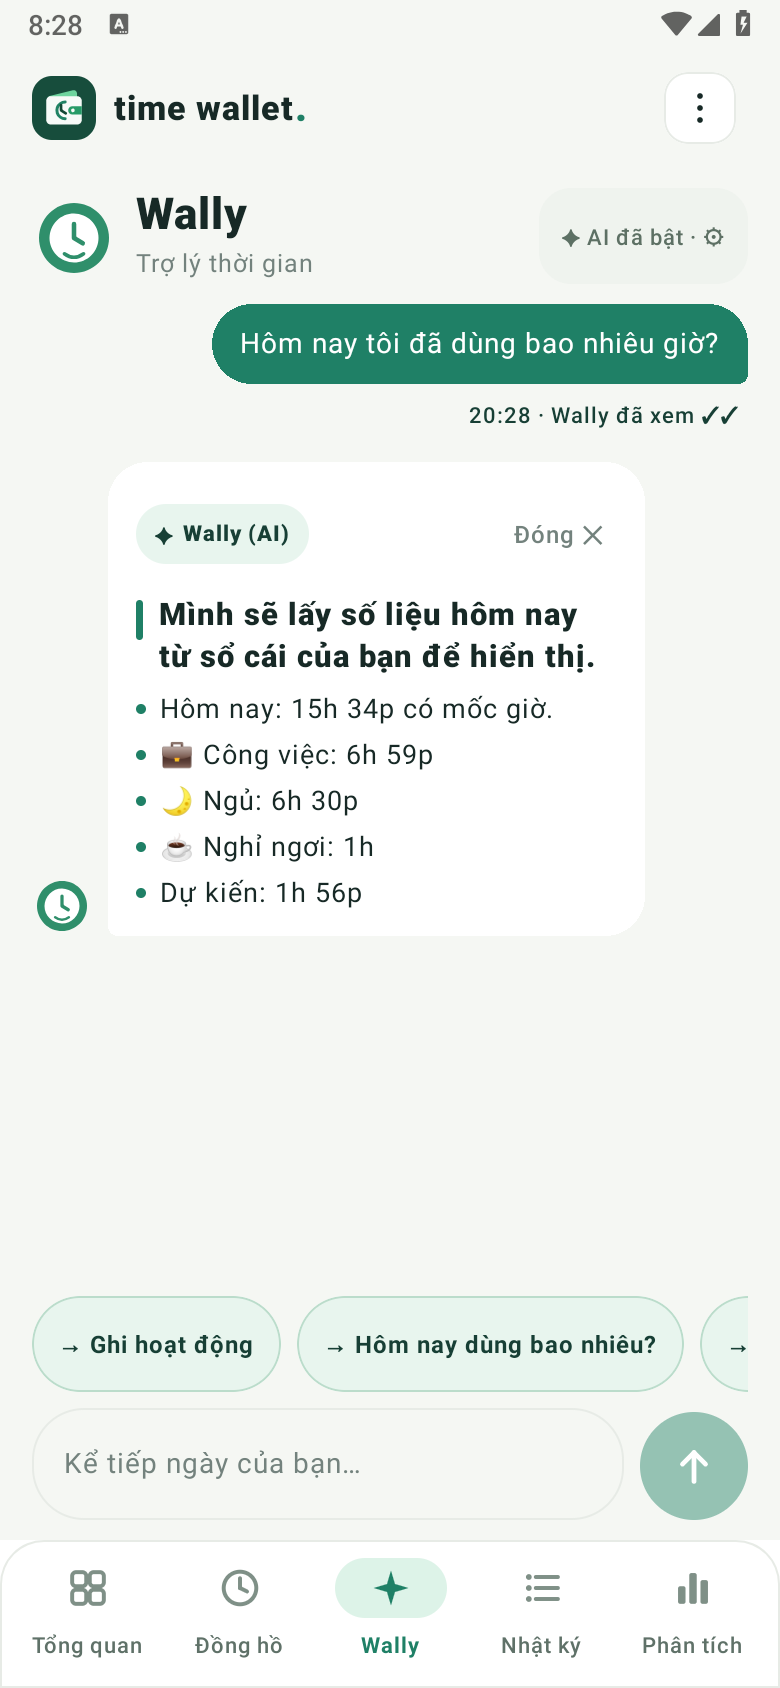 8:28
time wallet.
Wally
Trợ lý thời gian
AI đã bật ·
Hôm nay tôi đã dùng bao nhiêu giờ?
20:28 · Wally đã xem ✓✓
Wally (AI)
Đóng
Mình sẽ lấy số liệu hôm nay
từ sổ cái của bạn để hiển thị.
Hôm nay: 15h 34p có mốc giờ.
Công việc: 6h 59p
Ngủ: 6h 30p
Nghỉ ngơi: 1h
Dự kiến: 1h 56p
→ Ghi hoạt động
→ Hôm nay dùng bao nhiêu?
→
Kể tiếp ngày của bạn…
Tổng quan
Đồng hồ
Wally
Nhật ký
Phân tích